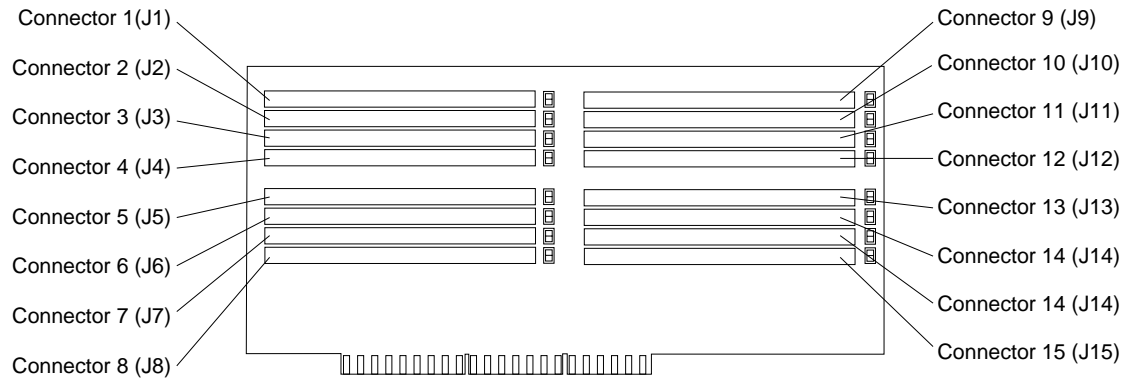 Connector 1(J1)
Connector 2 (J2)
Connector 3 (J3)
Connector 4 (J4)
Connector 5 (J5)
Connector 6 (J6)
Connector 7 (J7)
Connector 8 (J8)
Connector 9 (J9)
Connector 10 (J10)
Connector 11 (J11)
Connector 12 (J12)
Connector 13 (J13)
Connector 14 (J14)
Connector 14 (J14)
Connector 15 (J15)